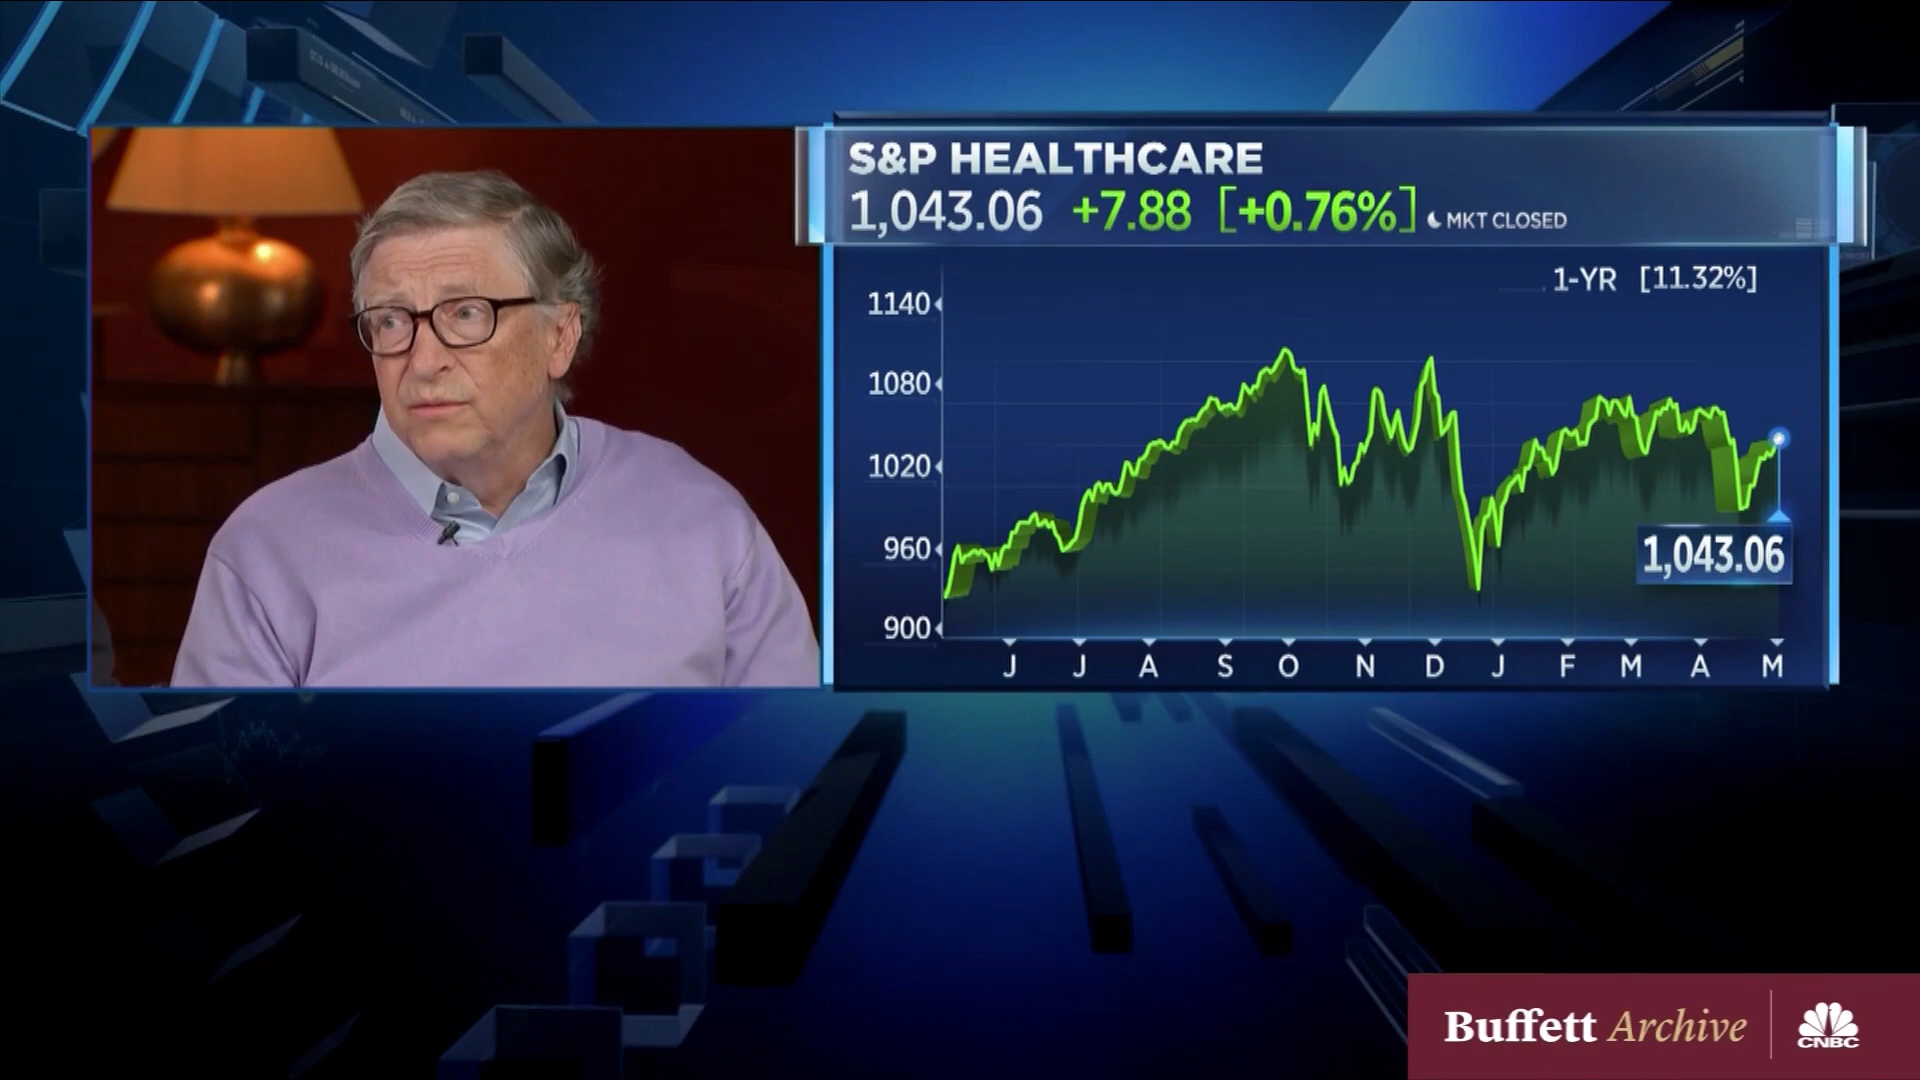 S&P HEALTHCARE
1,043.06 +7.88 [+0.76%] MKT CLOSED
1-YR [11.32%]
1140
1080
1020
960
900
1,043.06
J J A S O N D J F M A M
Buffett Archive
CNBC